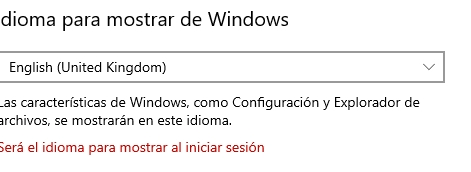 Idioma para mostrar de Windows
English (United Kingdom)
Las características de Windows, como Configuración y Explorador de
archivos, se mostrarán en este idioma.
Será el idioma para mostrar al iniciar sesión